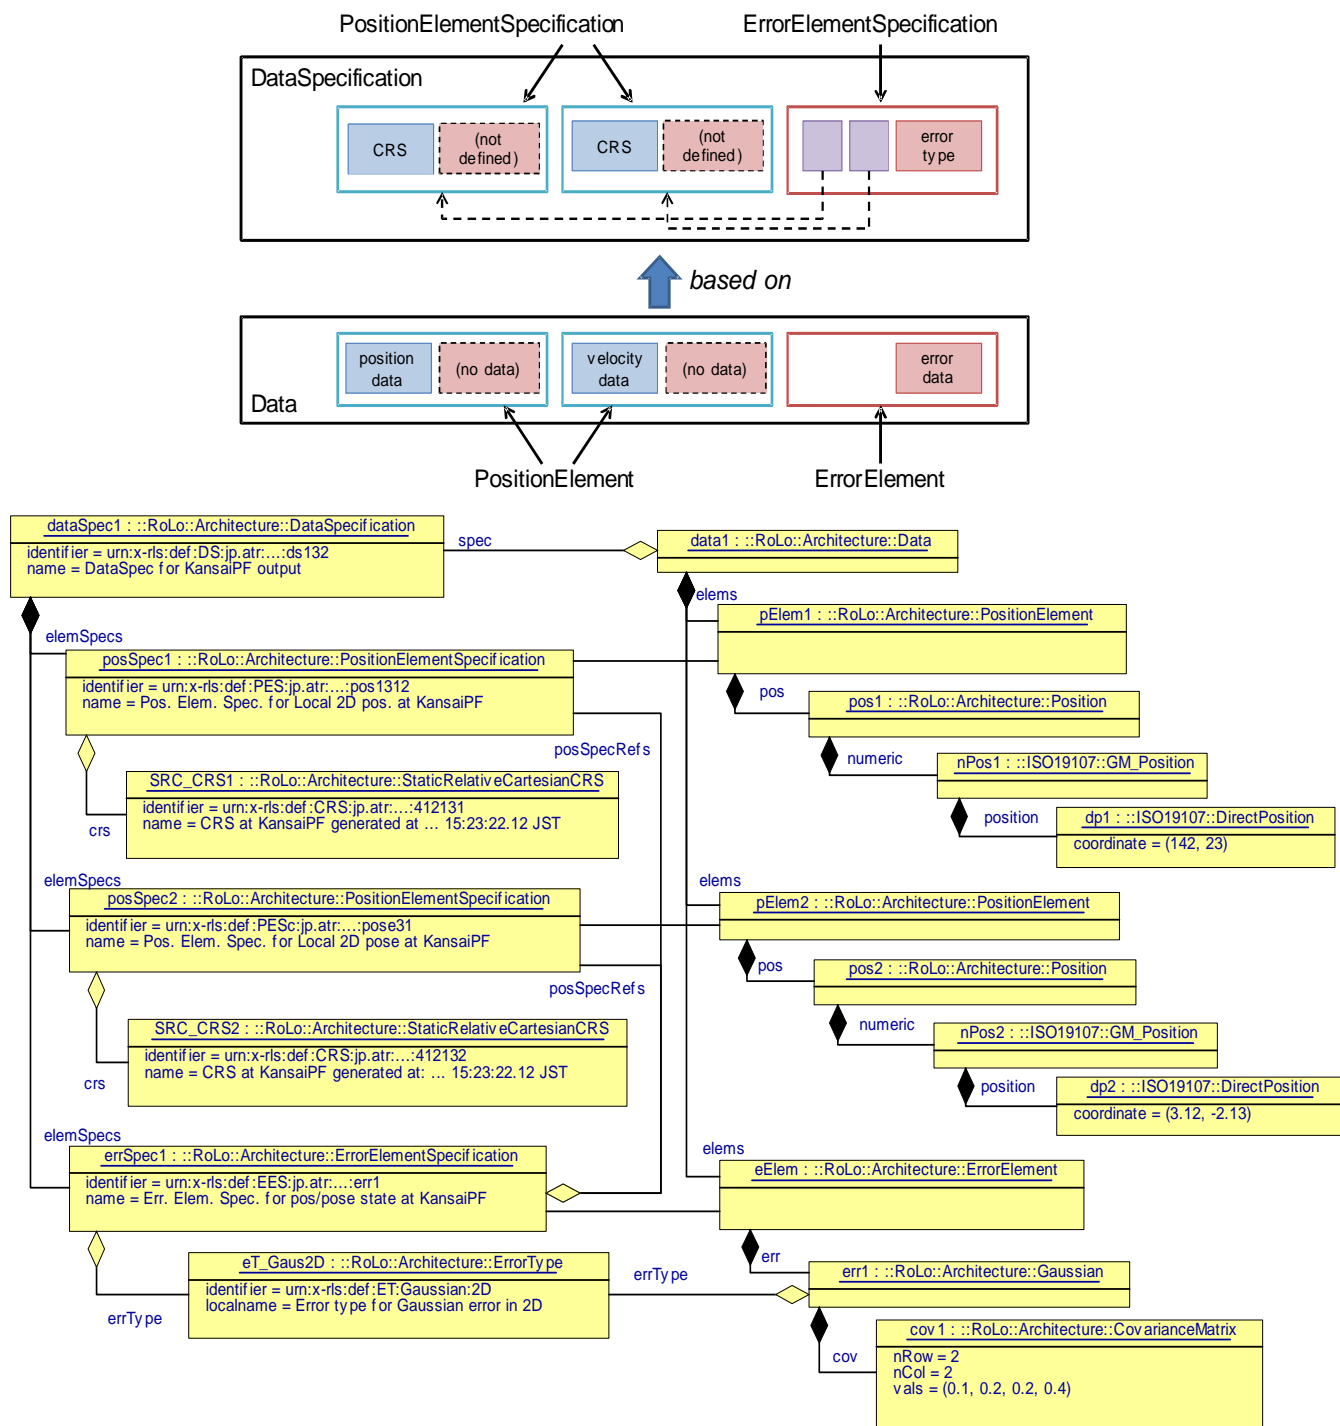 PositionElementSpecification
ErrorElementSpecification
DataSpecification
CRS
(not
defined)
CRS
(not
defined)
error
type
based on
position
data
(no data)
velocity
data
(no data)
error
data
Data
PositionElement
ErrorElement
dataSpec1 : ::RoLo::Architecture::DataSpecification
identifier = urn:x-rls:def:DS:jp.atr:...:ds132
name = DataSpec for KansaiPF output
spec
data1 : ::RoLo::Architecture::Data
elems
pElem1 : ::RoLo::Architecture::PositionElement
elemSpecs
posSpec1 : ::RoLo::Architecture::PositionElementSpecification
identifier = urn:x-rls:def:PES:jp.atr:...:pos1312
name = Pos. Elem. Spec. for Local 2D pos. at KansaiPF
pos
pos1 : ::RoLo::Architecture::Position
posSpecRefs
numeric
nPos1 : ::ISO19107::GM_Position
SRC_CRS1 : ::RoLo::Architecture::StaticRelativeCartesianCRS
identifier = urn:x-rls:def:CRS:jp.atr:...:412131
name = CRS at KansaiPF generated at ... 15:23:22.12 JST
crs
position
dp1 : ::ISO19107::DirectPosition
coordinate = (142, 23)
elemSpecs
posSpec2 : ::RoLo::Architecture::PositionElementSpecification
identifier = urn:x-rls:def:PESc:jp.atr:...:pose31
name = Pos. Elem. Spec. for Local 2D pose at KansaiPF
elems
pElem2 : ::RoLo::Architecture::PositionElement
pos
pos2 : ::RoLo::Architecture::Position
posSpecRefs
numeric
nPos2 : ::ISO19107::GM_Position
SRC_CRS2 : ::RoLo::Architecture::StaticRelativeCartesianCRS
identifier = urn:x-rls:def:CRS:jp.atr:...:412132
name = CRS at KansaiPF generated at: ... 15:23:22.12 JST
crs
position
dp2 : ::ISO19107::DirectPosition
coordinate = (3.12, -2.13)
elemSpecs
errSpec1 : ::RoLo::Architecture::ErrorElementSpecification
identifier = urn:x-rls:def:EES:jp.atr:...:err1
name = Err. Elem. Spec. for pos/pose state at KansaiPF
elems
eElem : ::RoLo::Architecture::ErrorElement
err
err1 : ::RoLo::Architecture::Gaussian
eT_Gaus2D : ::RoLo::Architecture::ErrorType
identifier = urn:x-rls:def:ET:Gaussian:2D
localname = Error type for Gaussian error in 2D
errType
errType
cov
cov1 : ::RoLo::Architecture::CovarianceMatrix
nRow = 2
nCol = 2
vals = (0.1, 0.2, 0.2, 0.4)